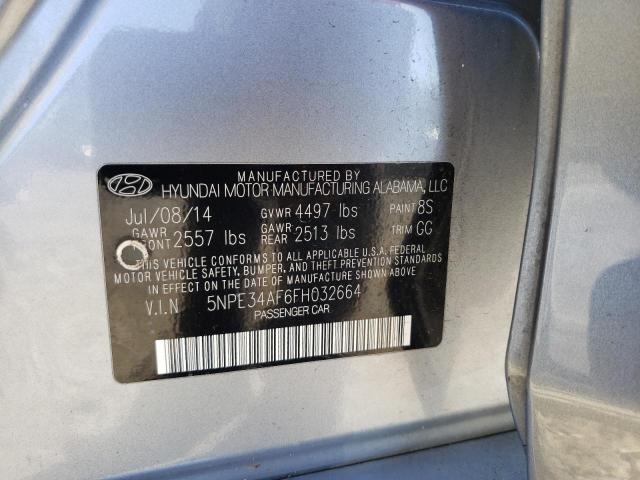 MANUFACTURED BY
HYUNDAI MOTOR MANUFACTURING ALABAMA, LLC
Jul/08/14 GVWR 4497 lbs PAINT 8S
GAWR FRONT 2557 lbs GAWR REAR 2513 lbs TRIM GG
THIS VEHICLE CONFORMS TO ALL APPLICABLE U.S.A. FEDERAL
MOTOR VEHICLE SAFETY, BUMPER, AND THEFT PREVENTION STANDARDS
IN EFFECT ON THE DATE OF MANUFACTURE SHOWN ABOVE.
V.I.N 5NPE34AF6FH032664
PASSENGER CAR